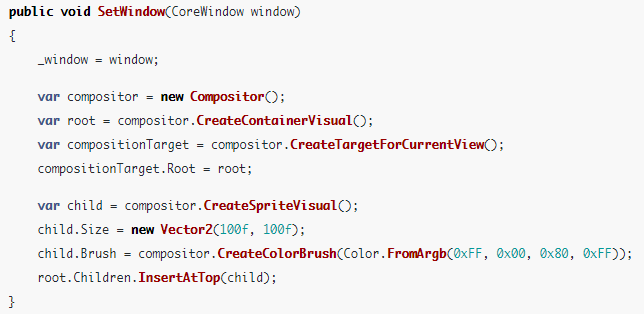 public void SetWindow(CoreWindow window)
{
    _window = window;

    var compositor = new Compositor();
    var root = compositor.CreateContainerVisual();
    var compositionTarget = compositor.CreateTargetForCurrentView();
    compositionTarget.Root = root;

    var child = compositor.CreateSpriteVisual();
    child.Size = new Vector2(100f, 100f);
    child.Brush = compositor.CreateColorBrush(Color.FromArgb(0xFF, 0x00, 0x80, 0xFF));
    root.Children.InsertAtTop(child);
}